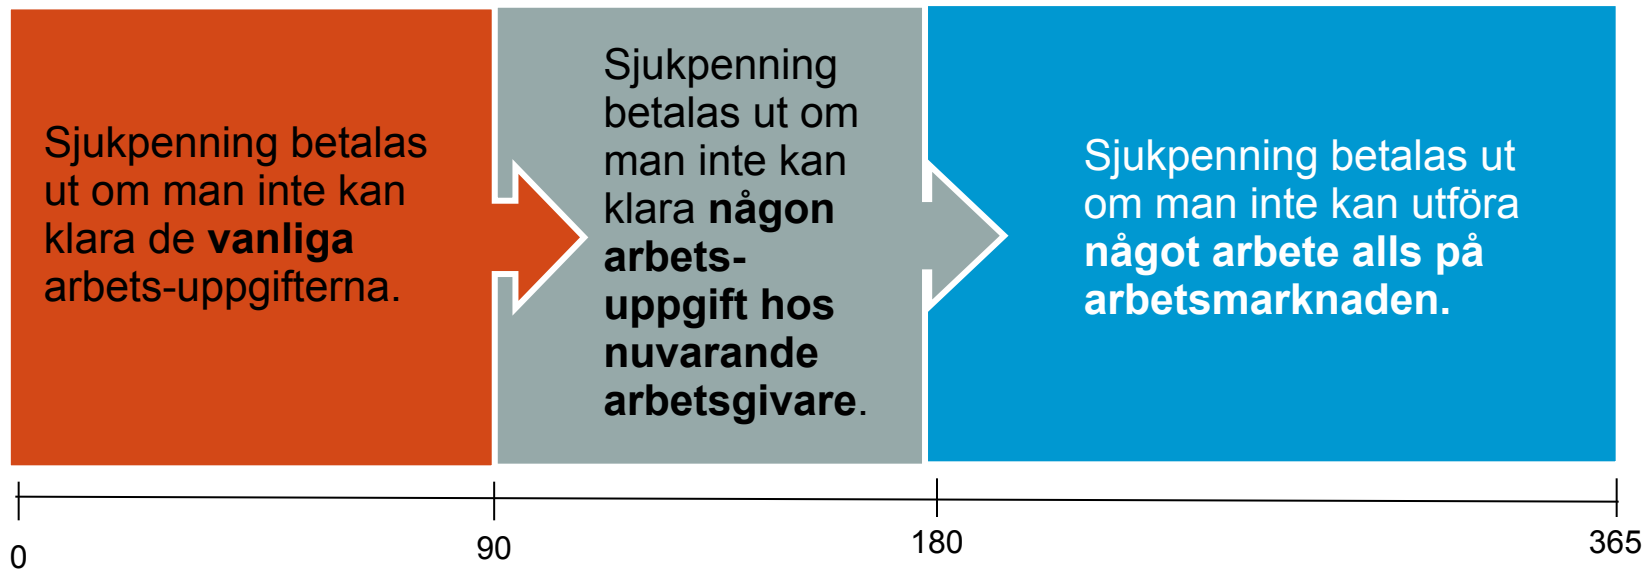 Sjukpenning betalas
ut om man inte kan
klara de vanliga
arbets-uppgifterna.
Sjukpenning
betalas ut om
man inte kan
klara någon
arbets-
uppgift hos
nuvarande
arbetsgivare.
Sjukpenning betalas ut
om man inte kan utföra
något arbete alls på
arbetsmarknaden.
0
90
180
365